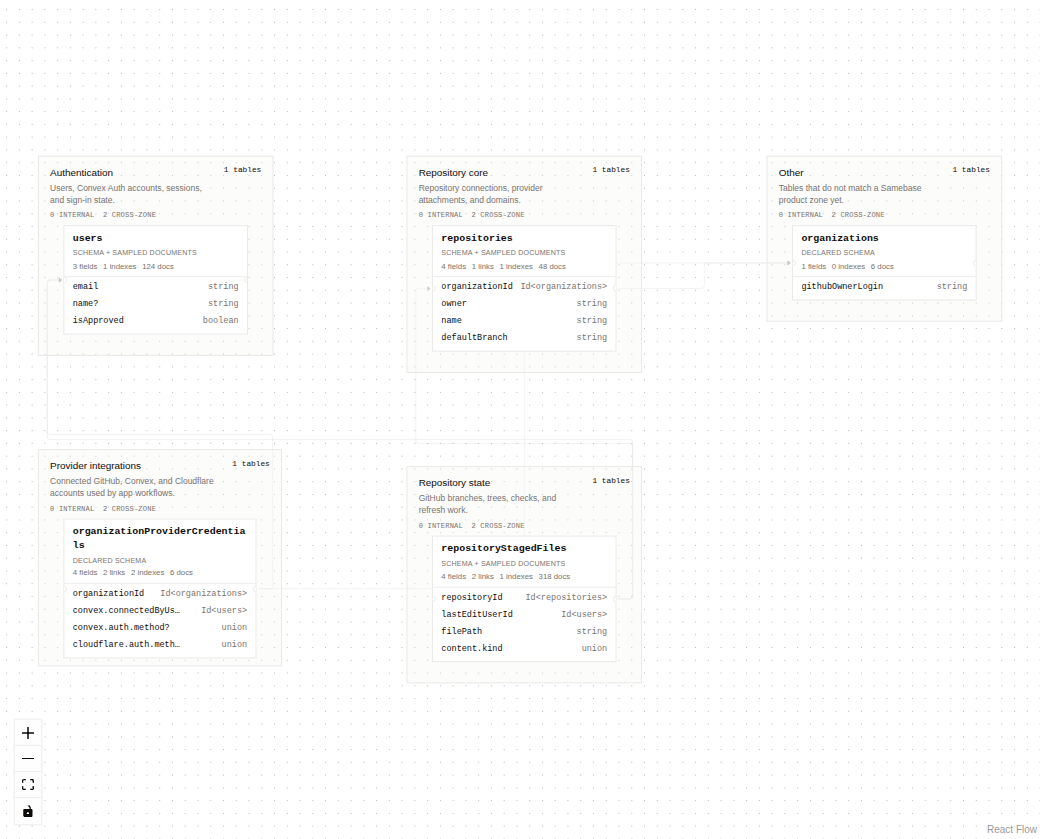 Authentication
1 tables
Users, Convex Auth accounts, sessions,
and sign-in state.
0 INTERNAL 2 CROSS-ZONE
users
SCHEMA + SAMPLED DOCUMENTS
3 fields 1 indexes 124 docs
email string
name? string
isApproved boolean
Repository core
1 tables
Repository connections, provider
attachments, and domains.
0 INTERNAL 2 CROSS-ZONE
repositories
SCHEMA + SAMPLED DOCUMENTS
4 fields 1 links 1 indexes 48 docs
organizationId Id<organizations>
owner string
name string
defaultBranch string
Other
1 tables
Tables that do not match a Samebase
product zone yet.
0 INTERNAL 2 CROSS-ZONE
organizations
DECLARED SCHEMA
1 fields 0 indexes 6 docs
githubOwnerLogin string
Provider integrations
1 tables
Connected GitHub, Convex, and Cloudflare
accounts used by app workflows.
0 INTERNAL 2 CROSS-ZONE
organizationProviderCredentia
ls
DECLARED SCHEMA
4 fields 2 links 2 indexes 6 docs
organizationId Id<organizations>
convex.connectedByUs… Id<users>
convex.auth.method? union
cloudflare.auth.meth… union
Repository state
1 tables
GitHub branches, trees, checks, and
refresh work.
0 INTERNAL 2 CROSS-ZONE
repositoryStagedFiles
SCHEMA + SAMPLED DOCUMENTS
4 fields 2 links 1 indexes 318 docs
repositoryId Id<repositories>
lastEditUserId Id<users>
filePath string
content.kind union
React Flow